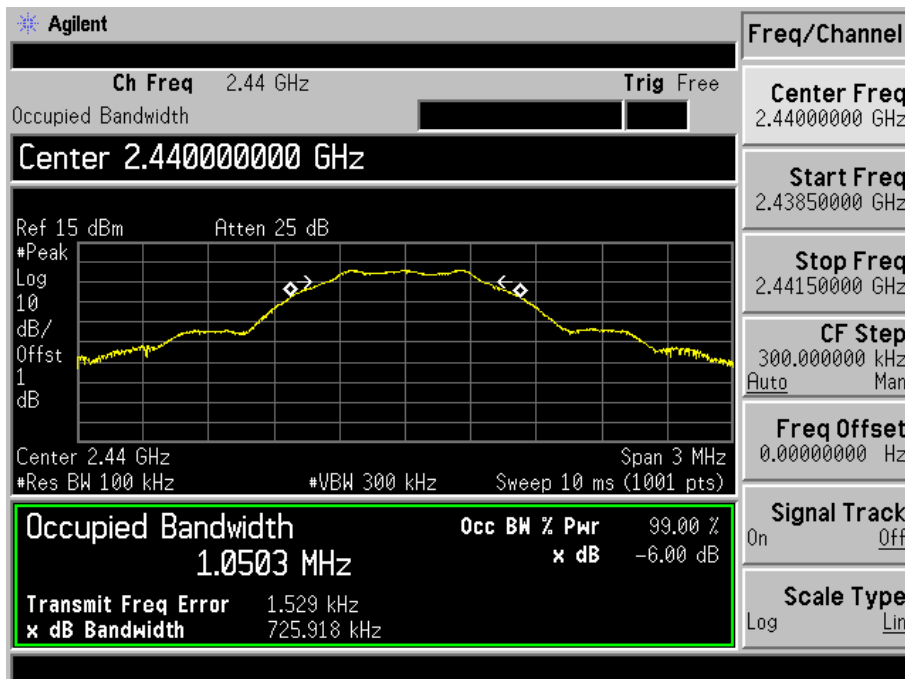 Agilent
Freq/Channel
Ch Freq 2.44 GHz Trig Free
Occupied Bandwidth
Center 2.440000000 GHz
Ref 15 dBm Atten 25 dB
#Peak
Log
10
dB/
Offst
1
dB
Center 2.44 GHz Span 3 MHz
#Res BW 100 kHz #VBW 300 kHz Sweep 10 ms (1001 pts)
Occupied Bandwidth Occ BW % Pwr 99.00 %
1.0503 MHz x dB -6.00 dB
Transmit Freq Error 1.529 kHz
x dB Bandwidth 725.918 kHz
Center Freq
2.44000000 GHz
Start Freq
2.43850000 GHz
Stop Freq
2.44150000 GHz
CF Step
300.000000 kHz
Auto Man
Freq Offset
0.00000000 Hz
Signal Track
On Off
Scale Type
Log Lin